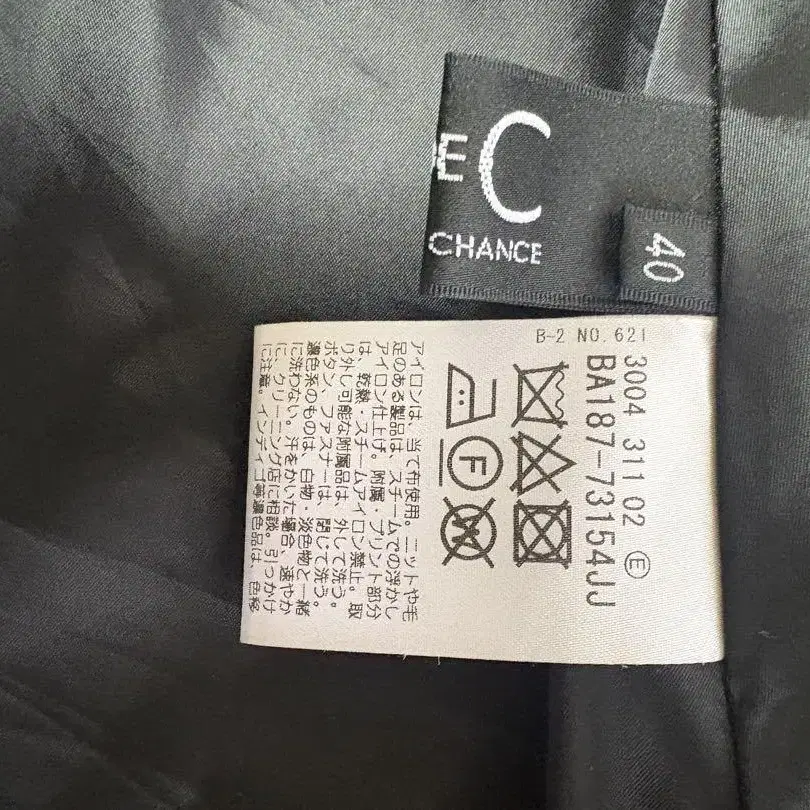 E C
CHANCE
40
B-2 NO.621
3004 311 02 Ⓔ
BA187-73154JJ
F
W
アイロンは、当て布使用。ニットや毛
足のある製品は、スチームでの浮かし
アイロン仕上げ。附属・プリント部分
は、乾熱・スチームアイロン禁止。取
り外し可能な附属品は、外して洗う。
ボタン、ファスナーは、閉じて洗う。
濃色系のものは、白物・淡色物と一緒
に洗わない。汗をかいた場合、速やか
に、クリーニング店に相談。引っかけ
に注意。インディゴ等濃色品は、色移